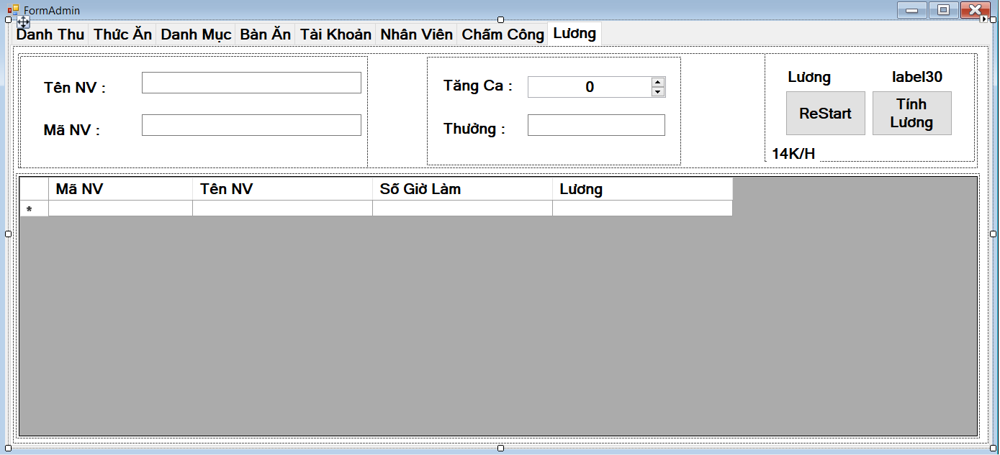 FormAdmin
Danh Thu Thức Ăn Danh Mục Bàn Ăn Tài Khoản Nhân Viên Chấm Công Lương
Tên NV :
Mã NV :
Tăng Ca : 0
Thưởng :
Lương label30
ReStart
Tính
Lương
14K/H
Mã NV Tên NV Số Giờ Làm Lương
*